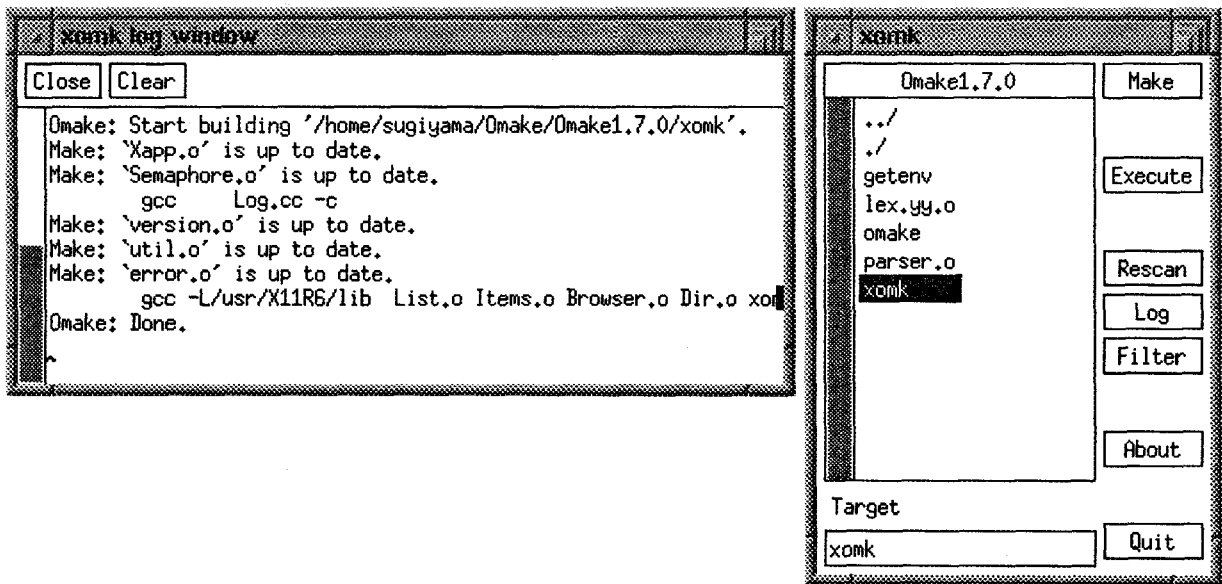 xomk log window
Close Clear
Omake: Start building '/home/sugiyama/Omake/Omake1.7.0/xomk'.
Make: `Xapp.o' is up to date.
Make: `Semaphore.o' is up to date.
gcc Log.cc -c
Make: `version.o' is up to date.
Make: `util.o' is up to date.
Make: `error.o' is up to date.
gcc -L/usr/X11R6/lib List.o Items.o Browser.o Dir.o xom
Omake: Done.
^
xomk
Omake1.7.0
../
./
getenv
lex.yy.o
omake
parser.o
xomk
Target
xomk
Make
Execute
Rescan
Log
Filter
About
Quit